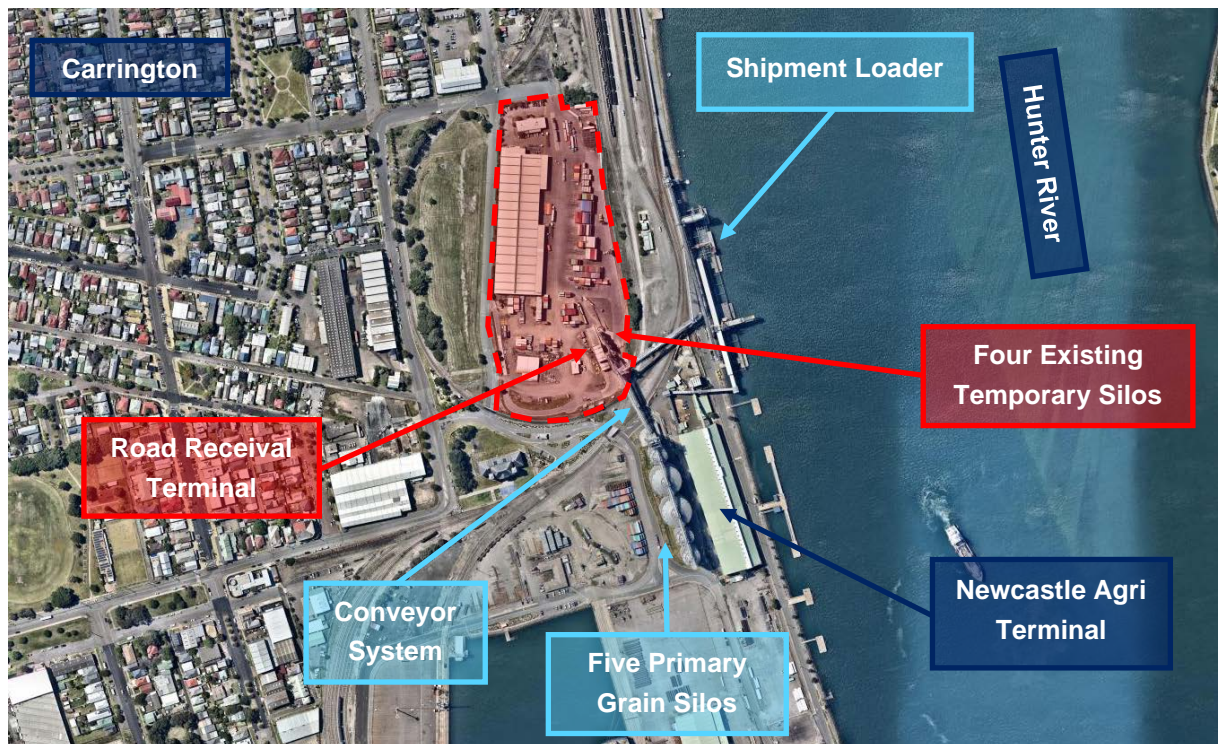 Carrington
Shipment Loader
Hunter River
Four Existing
Temporary Silos
Road Receival
Terminal
Conveyor
System
Five Primary
Grain Silos
Newcastle Agri
Terminal